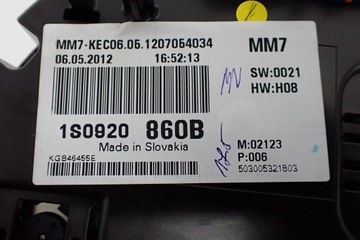 MM7-KEC06.06.1207054034 MM7
06.05.2012 16:52:13
SW:0021
HW:H08
1S0920 860B
Made in Slovakia
M:02123
KGB46455E
P:006
503005321803